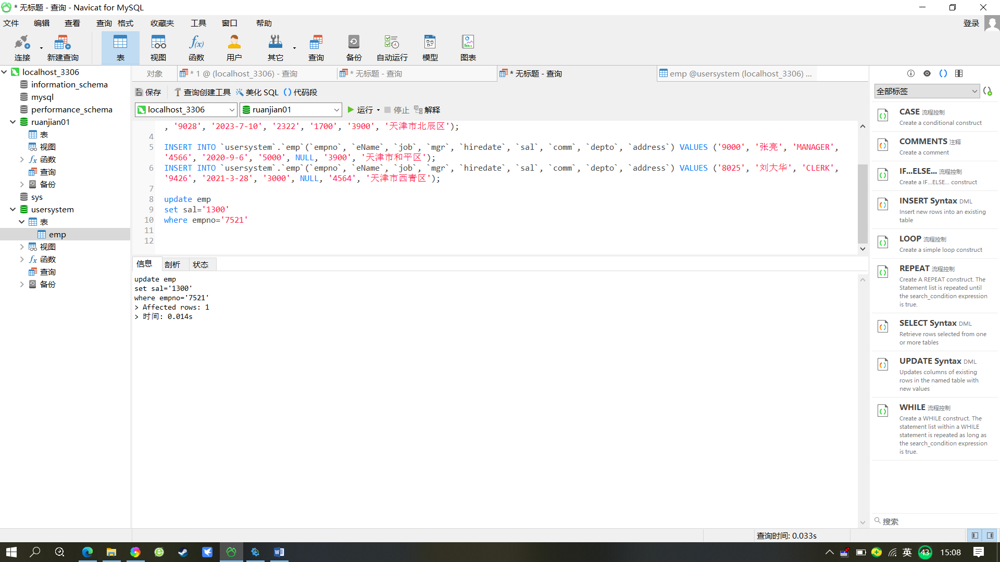 * 无标题 - 查询 - Navicat for MySQL
文件 编辑 查看 查询 格式 收藏夹 工具 窗口 帮助 登录
连接 新建查询 表 视图 函数 用户 其它 查询 备份 自动运行 模型 图表
localhost_3306
information_schema
mysql
performance_schema
ruanjian01
表
视图
函数
查询
备份
sys
usersystem
表
emp
视图
函数
查询
备份
对象 * 1 @ (localhost_3306) - 查询 * 无标题 - 查询 * 无标题 - 查询 emp @usersystem (localhost_3306) ...
保存 查询创建工具 美化 SQL 代码段
localhost_3306 ruanjian01 运行 停止 解释
, '9028', '2023-7-10', '2322', '1700', '3900', '天津市北辰区');
4
5 INSERT INTO `usersystem`.`emp`(`empno`, `eName`, `job`, `mgr`, `hiredate`, `sal`, `comm`, `depto`, `address`) VALUES ('9000', '张亮', 'MANAGER',
'4566', '2020-9-6', '5000', NULL, '3900', '天津市和平区');
6 INSERT INTO `usersystem`.`emp`(`empno`, `eName`, `job`, `mgr`, `hiredate`, `sal`, `comm`, `depto`, `address`) VALUES ('8025', '刘大华', 'CLERK',
'9426', '2021-3-28', '3000', NULL, '4564', '天津市西青区');
7
8 update emp
9 set sal='1300'
10 where empno='7521'
11
12
信息 剖析 状态
update emp
set sal='1300'
where empno='7521'
> Affected rows: 1
> 时间: 0.014s
全部标签
CASE 流程控制
Create a conditional construct
COMMENTS 注释
Create a comment
IF...ELSE... 流程控制
Create a IF...ELSE... construct
INSERT Syntax DML
Insert new rows into an existing
table
LOOP 流程控制
Create a simple loop construct
REPEAT 流程控制
Create A REPEAT construct. The
Statement list is repeated until
the search_condition expression
is true.
SELECT Syntax DML
Retrieve rows selected from one
or more tables
UPDATE Syntax DML
Updates columns of existing
rows in the named table with
new values
WHILE 流程控制
Create a WHILE construct. The
statement list within a WHILE
statement is repeated as long as
the search_condition expression
is true.
搜索
查询时间: 0.033s
英 43 15:08